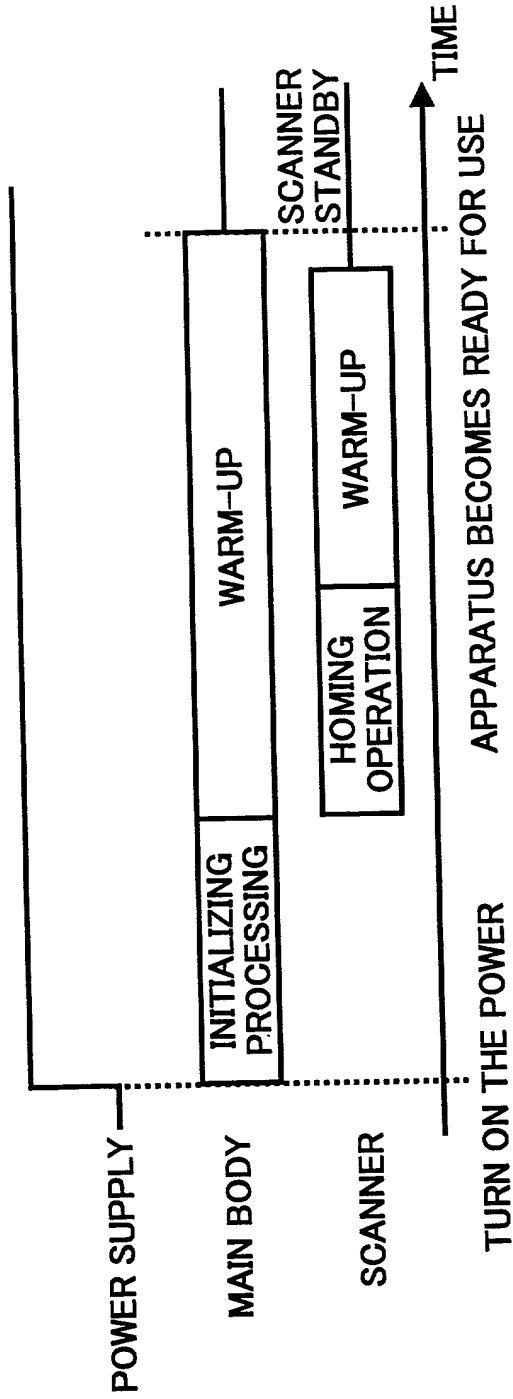 POWER SUPPLY
MAIN BODY
INITIALIZING
PROCESSING
WARM-UP
SCANNER
HOMING
OPERATION
WARM-UP
SCANNER
STANDBY
TIME
TURN ON THE POWER
APPARATUS BECOMES READY FOR USE